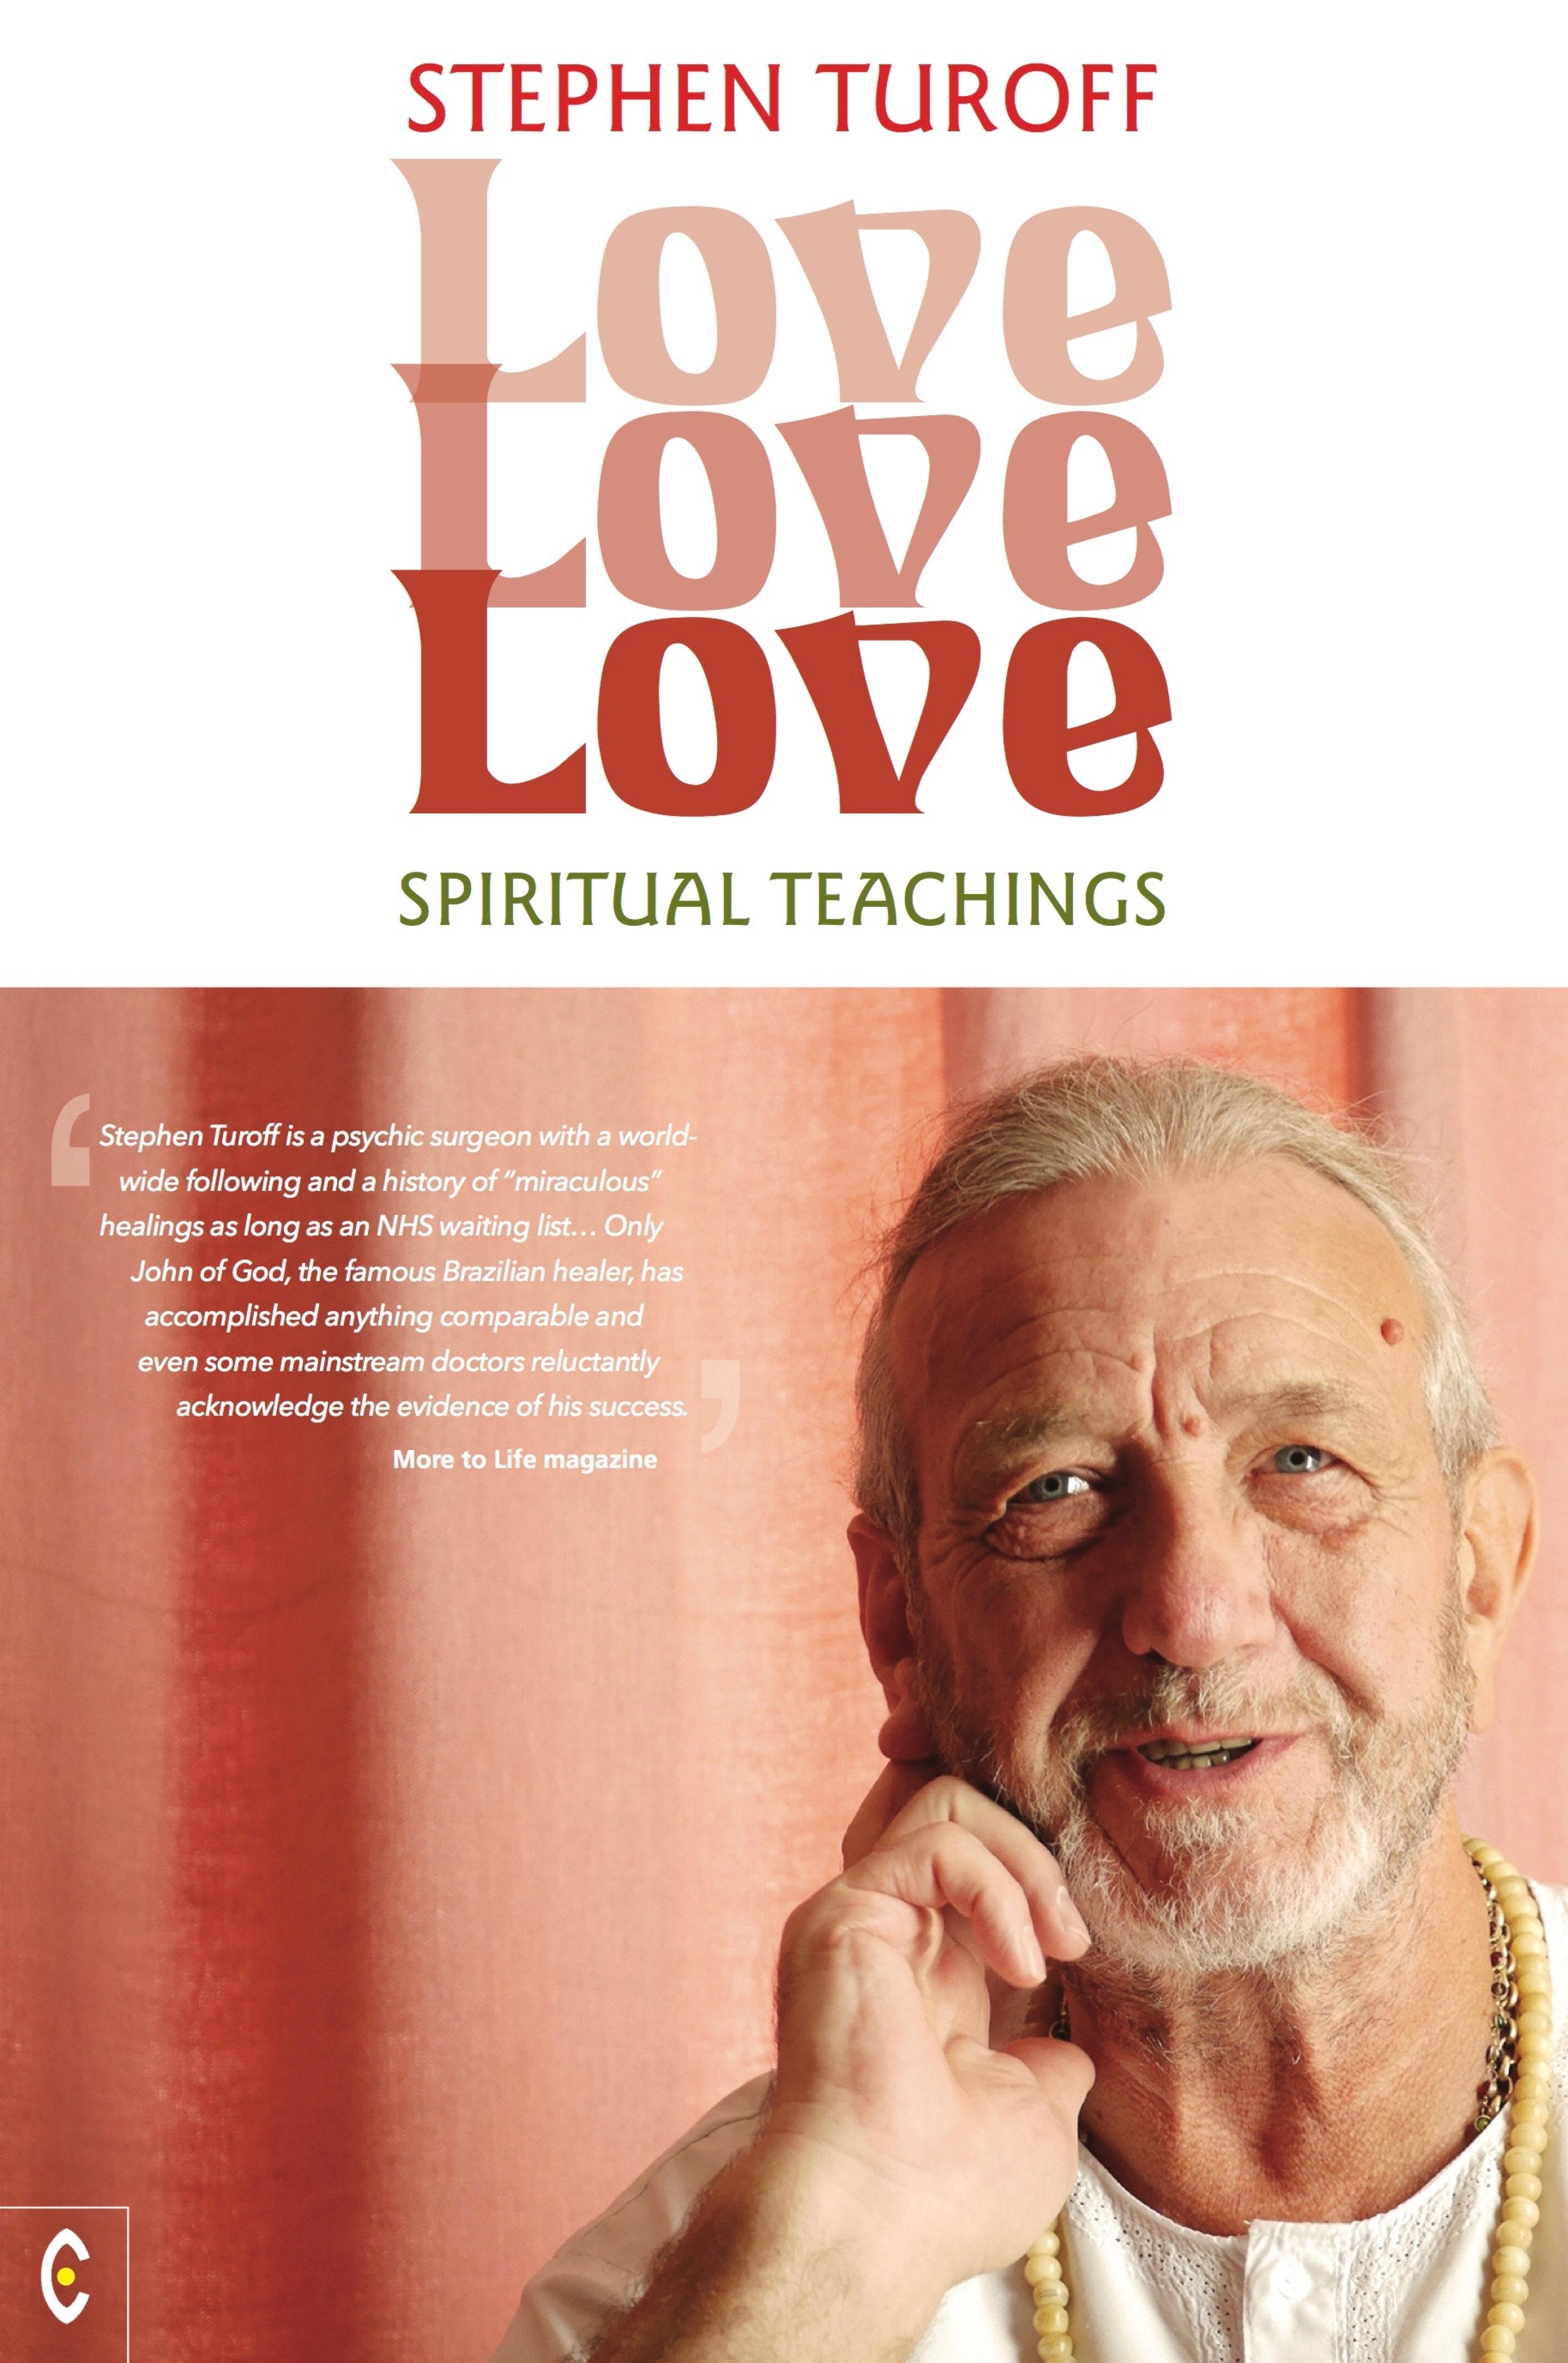 STEPHEN TUROFF
Love
Love
Love
SPIRITUAL TEACHINGS
‘Stephen Turoff is a psychic surgeon with a world-
wide following and a history of “miraculous”
healings as long as an NHS waiting list… Only
John of God, the famous Brazilian healer, has
accomplished anything comparable and
even some mainstream doctors reluctantly
acknowledge the evidence of his success.’
More to Life magazine
C